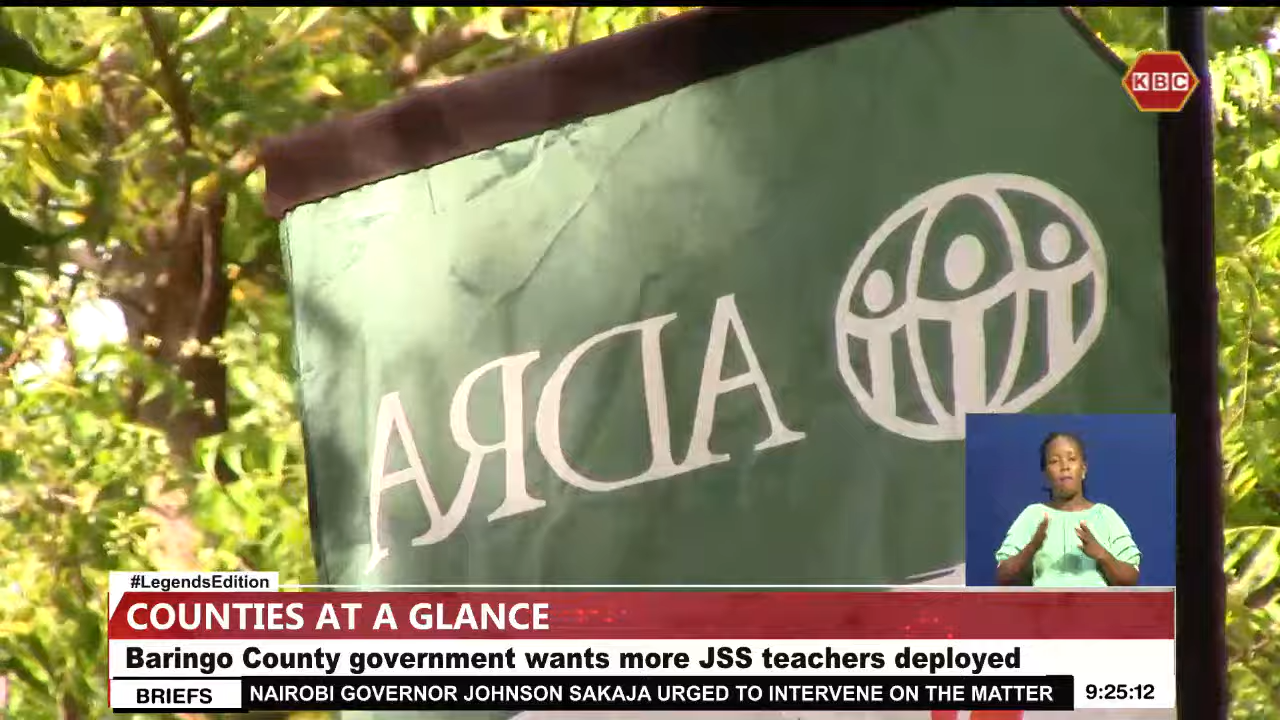 KBC
ADRA
#LegendsEdition
COUNTIES AT A GLANCE
Baringo County government wants more JSS teachers deployed
BRIEFS
NAIROBI GOVERNOR JOHNSON SAKAJA URGED TO INTERVENE ON THE MATTER
9:25:12